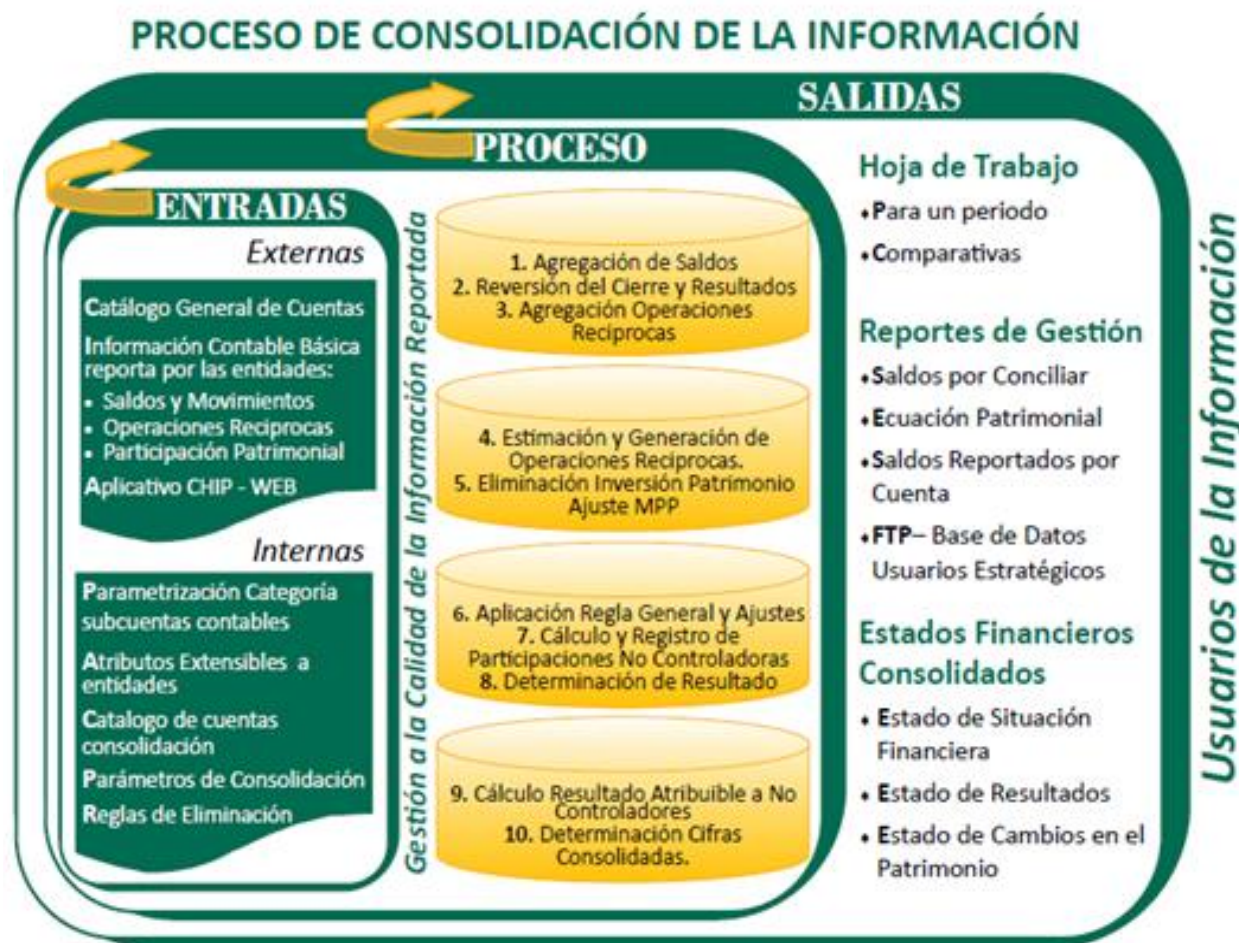 PROCESO DE CONSOLIDACIÓN DE LA INFORMACIÓN
SALIDAS
PROCESO
ENTRADAS
Externas
Catálogo General de Cuentas
Información Contable Básica
reporta por las entidades:
• Saldos y Movimientos
• Operaciones Reciprocas
• Participación Patrimonial
Aplicativo CHIP - WEB
Internas
Parametrización Categoría
subcuentas contables
Atributos Extensibles a
entidades
Catalogo de cuentas
consolidación
Parámetros de Consolidación
Reglas de Eliminación
Gestión a la Calidad de la Información Reportada
1. Agregación de Saldos
2. Reversión del Cierre y Resultados
3. Agregación Operaciones
Reciprocas
4. Estimación y Generación de
Operaciones Reciprocas.
5. Eliminación Inversión Patrimonio
Ajuste MPP
6. Aplicación Regla General y Ajustes
7. Cálculo y Registro de
Participaciones No Controladoras
8. Determinación de Resultado
9. Cálculo Resultado Atribuible a No
Controladores
10. Determinación Cifras
Consolidadas.
Hoja de Trabajo
♦Para un periodo
♦Comparativas
Reportes de Gestión
♦Saldos por Conciliar
♦Ecuación Patrimonial
♦Saldos Reportados por
Cuenta
♦FTP– Base de Datos
Usuarios Estratégicos
Estados Financieros
Consolidados
♦ Estado de Situación
Financiera
♦ Estado de Resultados
♦ Estado de Cambios en el
Patrimonio
Usuarios de la Información